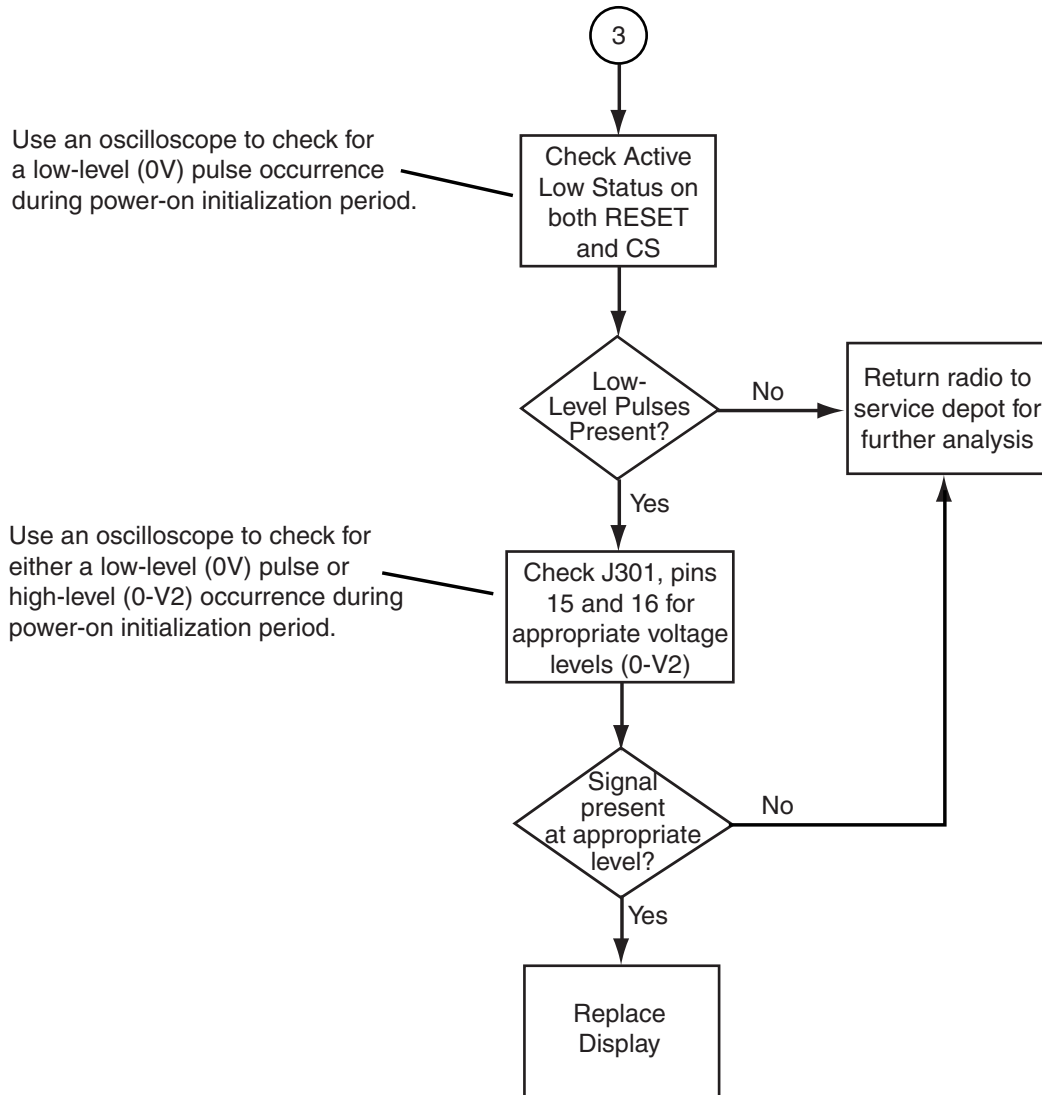 3
Use an oscilloscope to check for
a low-level (0V) pulse occurrence
during power-on initialization period.
Check Active
Low Status on
both RESET
and CS
Low-
Level Pulses
Present?
No
Return radio to
service depot for
further analysis
Yes
Use an oscilloscope to check for
either a low-level (0V) pulse or
high-level (0-V2) occurrence during
power-on initialization period.
Check J301, pins
15 and 16 for
appropriate voltage
levels (0-V2)
Signal
present
at appropriate
level?
No
Yes
Replace
Display